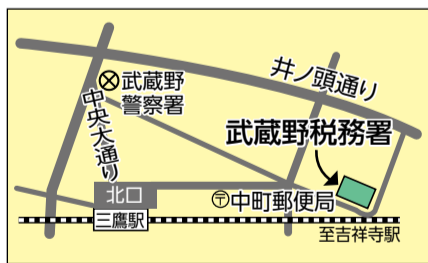 井ノ頭通り
武蔵野
警察署
中央大通り
武蔵野税務署
北口
〒中町郵便局
三鷹駅
至吉祥寺駅